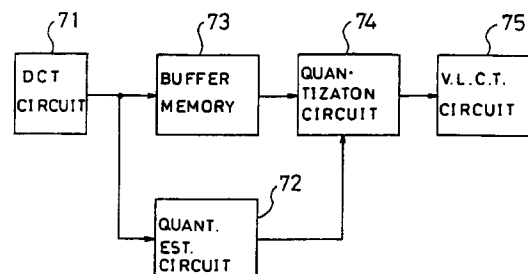 71
73
74
75
DCT
CIRCUIT
BUFFER
MEMORY
QUAN-
TIZATON
CIRCUIT
V.L.C.T.
CIRCUIT
72
QUANT.
EST.
CIRCUIT